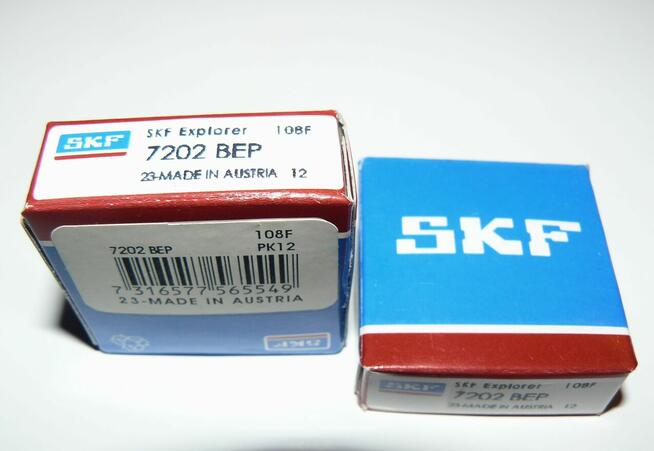 SKF
SKF Explorer 108F
7202 BEP
23-MADE IN AUSTRIA 12
108F
7202 BEP PK12
7 316577 565549
23-MADE IN AUSTRIA
SKF
SKF
SKF Explorer 108F
7202 BEP
23-MADE IN AUSTRIA 12
SKF